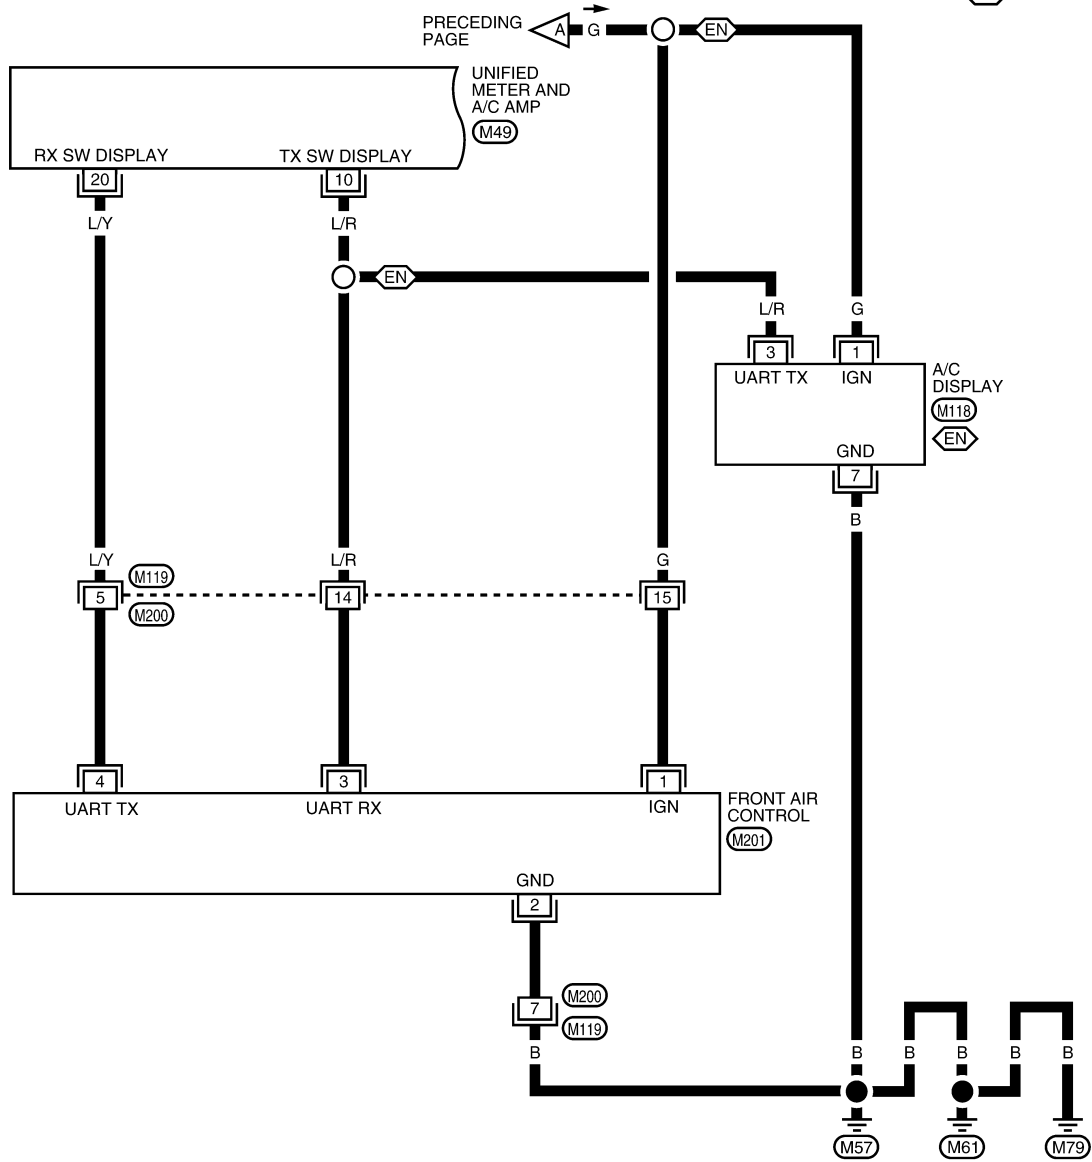 PRECEDING
PAGE
A
G
EN
UNIFIED
METER AND
A/C AMP
M49
RX SW DISPLAY
TX SW DISPLAY
20
10
L/Y
L/R
EN
L/R
G
3
1
UART TX
IGN
A/C
DISPLAY
M118
EN
GND
7
B
L/Y
L/R
G
M119
5
14
15
M200
4
3
1
UART TX
UART RX
IGN
FRONT AIR
CONTROL
M201
GND
2
7
M200
M119
B
B
B
B
B
B
M57
M61
M79